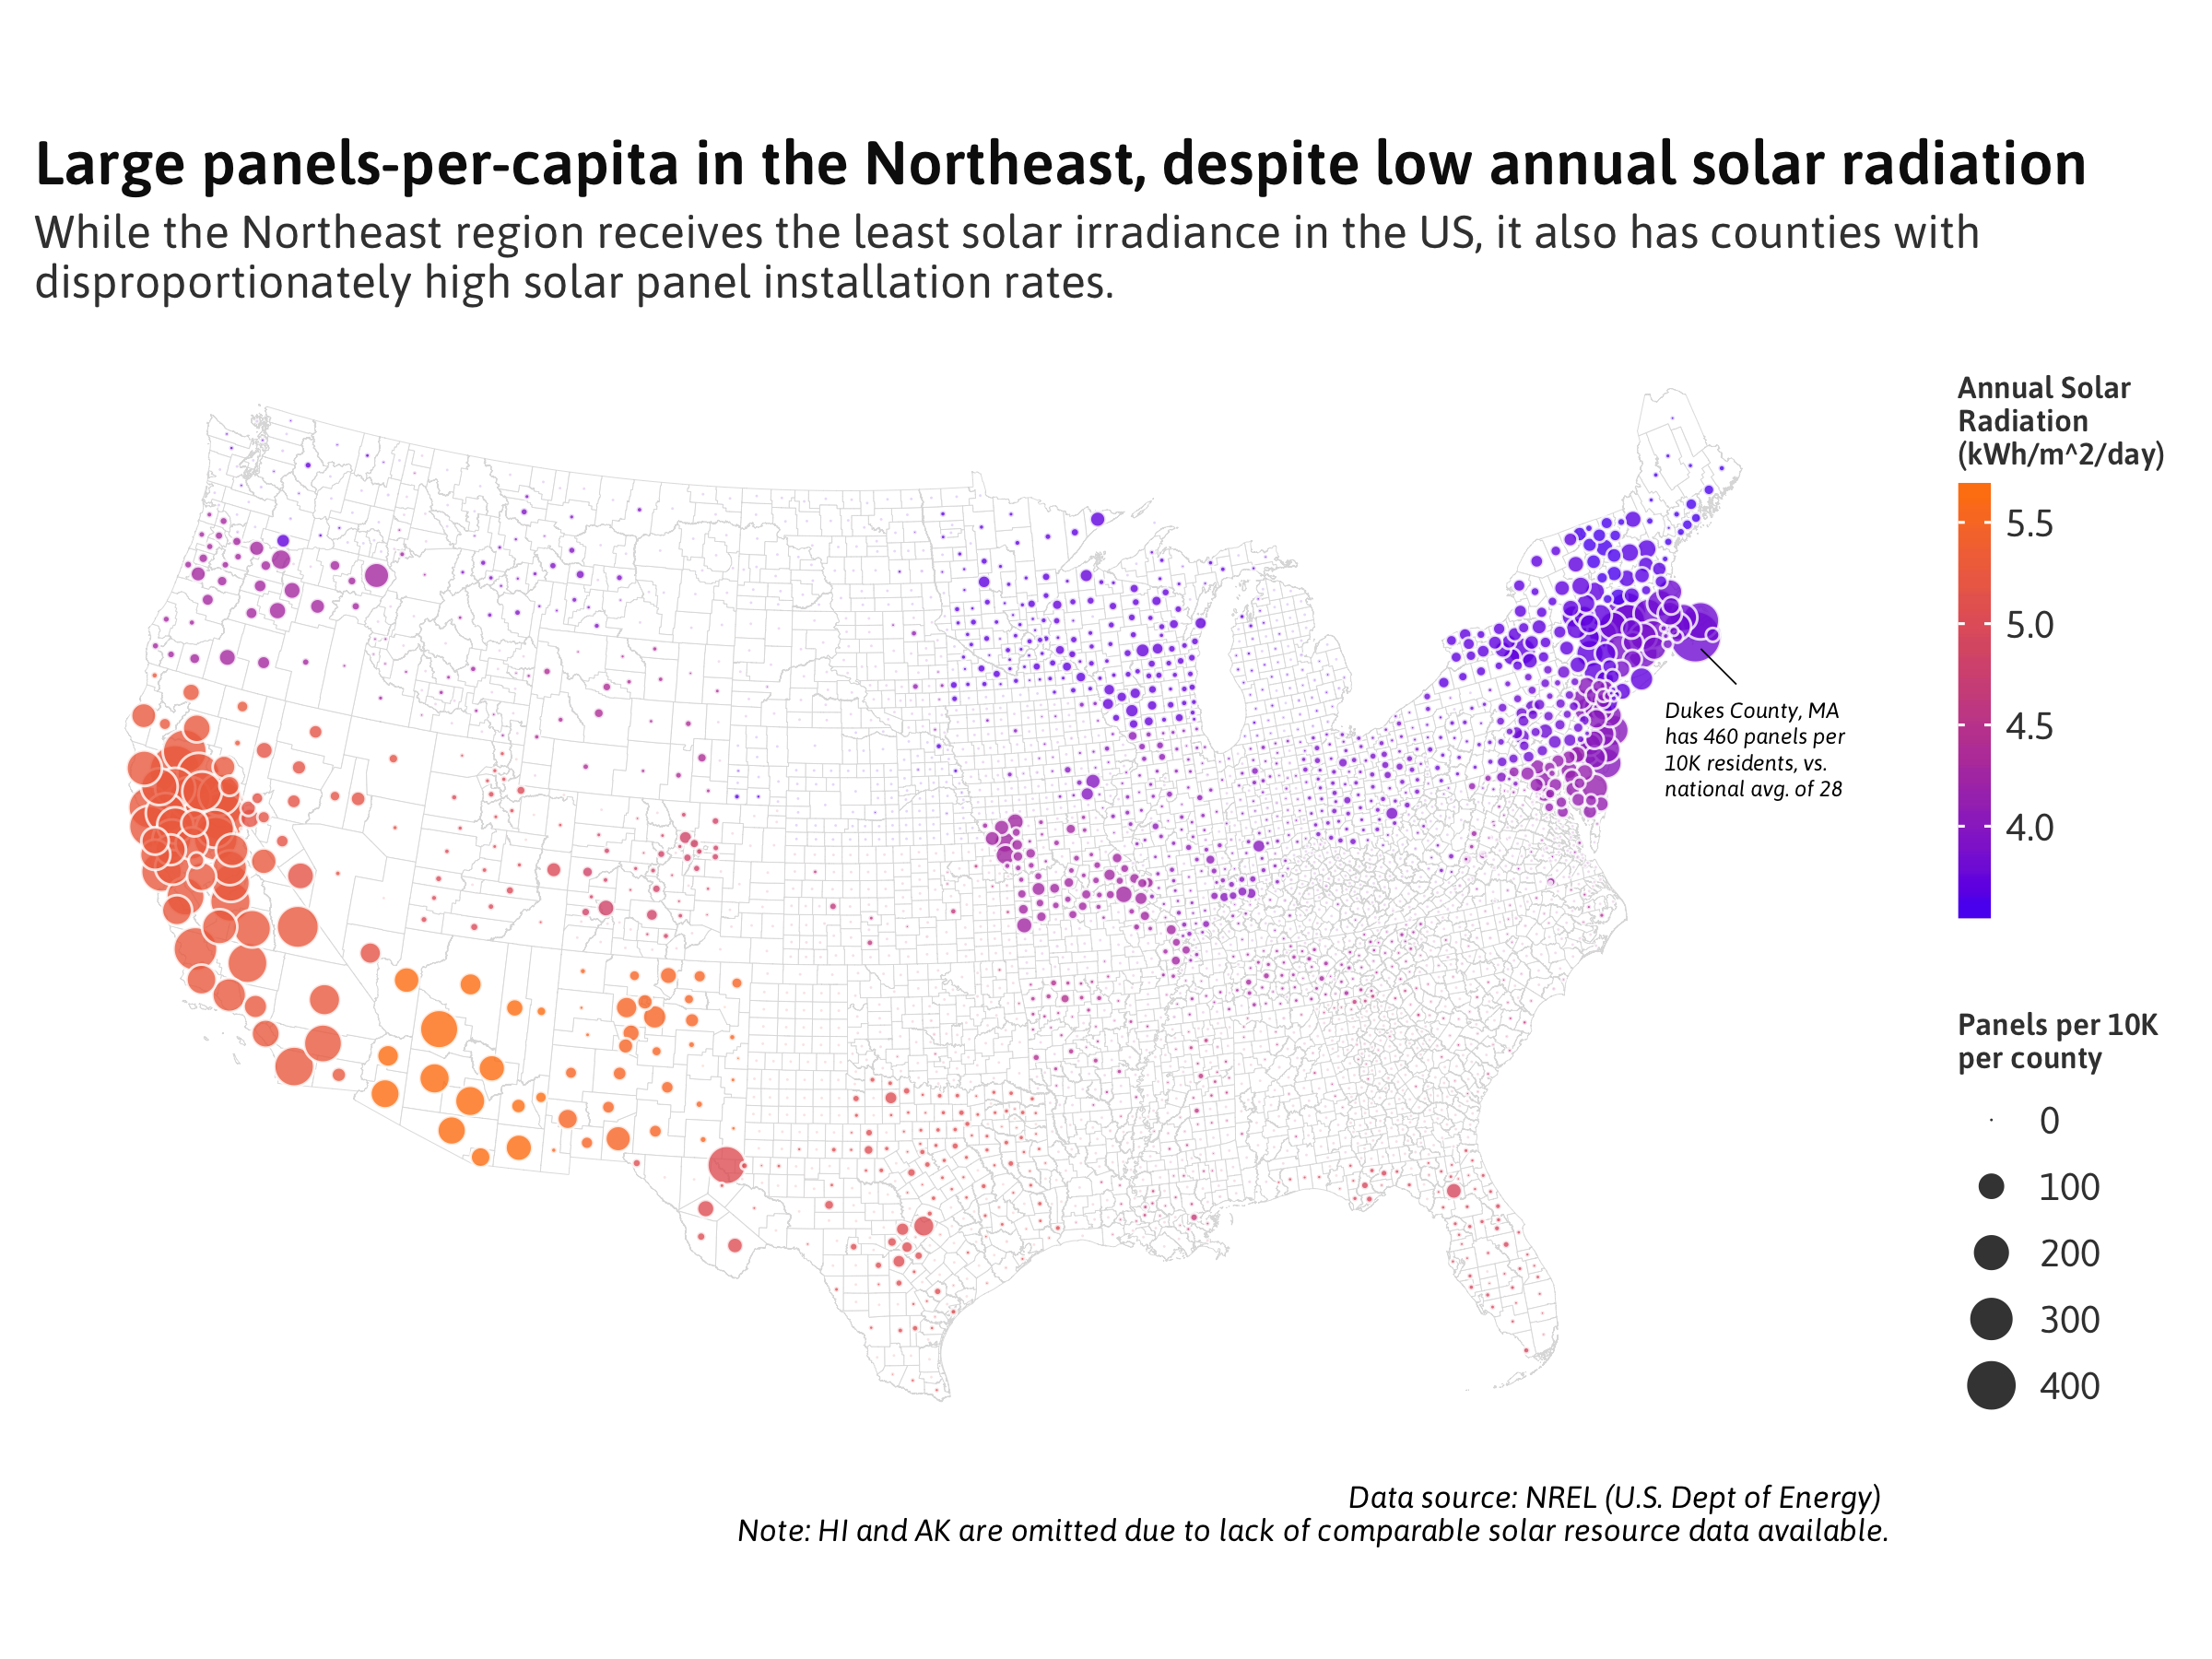 Large panels-per-capita in the Northeast, despite low annual solar radiation
While the Northeast region receives the least solar irradiance in the US, it also has counties with
disproportionately high solar panel installation rates.
Annual Solar
Radiation
(kWh/m^2/day)
5.5
5.0
4.5
4.0
Dukes County, MA
has 460 panels per
10K residents, vs.
national avg. of 28
Panels per 10K
per county
0
100
200
300
400
Data source: NREL (U.S. Dept of Energy)
Note: HI and AK are omitted due to lack of comparable solar resource data available.